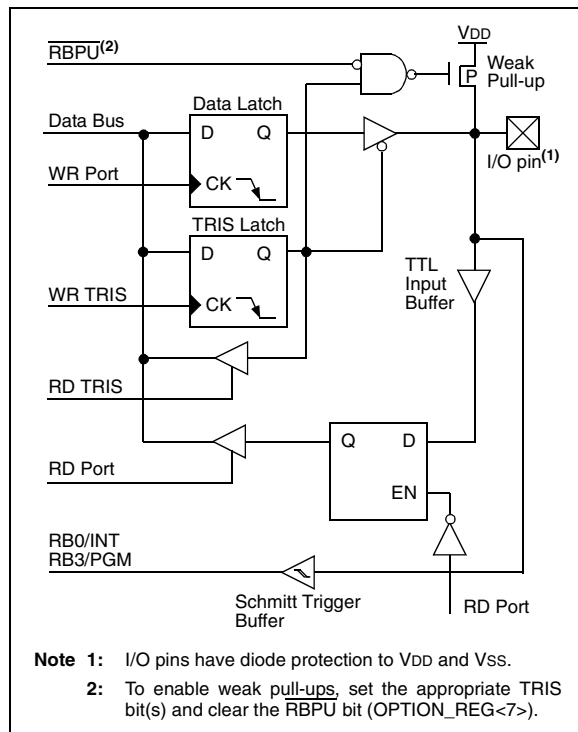 VDD
RBPU(2)
Weak
P
Pull-up
Data Latch
Data Bus
D Q
I/O pin(1)
WR Port
CK
TRIS Latch
D Q
TTL
Input
Buffer
WR TRIS
CK
RD TRIS
Q D
RD Port
EN
RB0/INT
RB3/PGM
Schmitt Trigger
Buffer
RD Port
Note 1: I/O pins have diode protection to VDD and VSS.
2: To enable weak pull-ups, set the appropriate TRIS
bit(s) and clear the RBPU bit (OPTION_REG<7>).